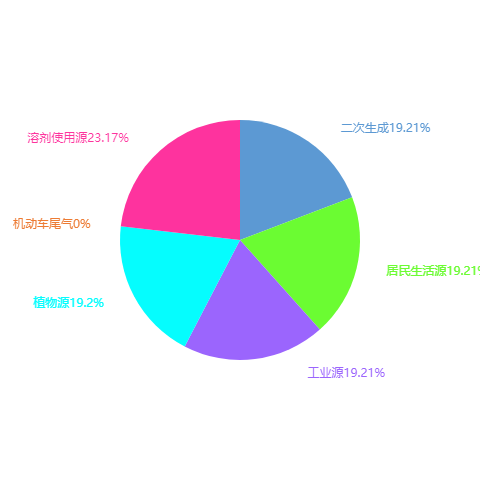 二次生成19.21%
溶剂使用源23.17%
机动车尾气0%
居民生活源19.21%
植物源19.2%
工业源19.21%